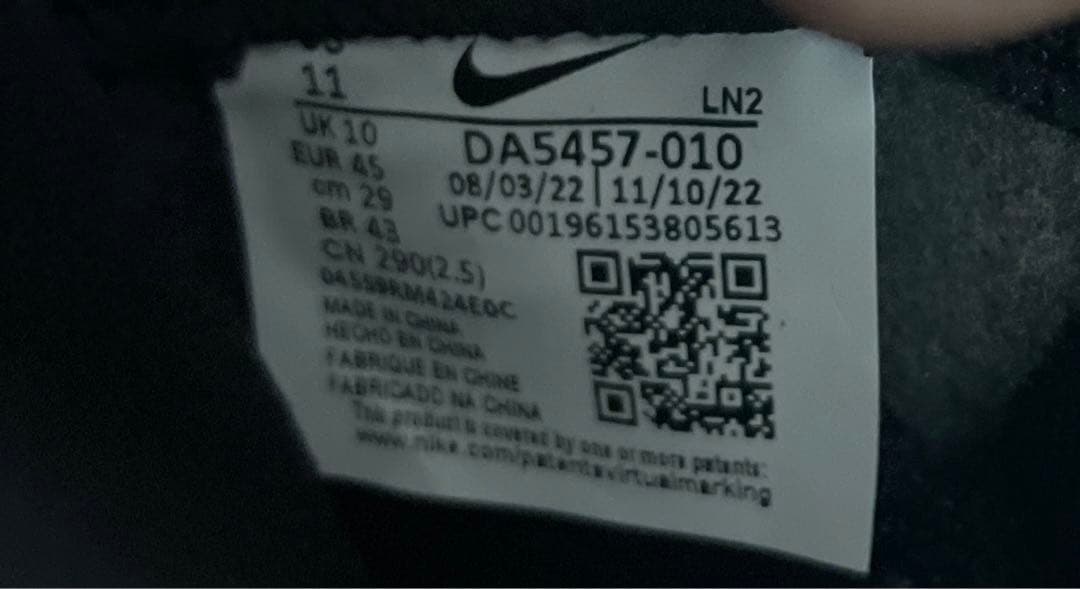 11
LN2
UK 10
EUR 45
cm 29
BR 43
CN 290(2.5)
DA5457-010
08/03/22 | 11/10/22
UPC 00196153805613
MADE IN CHINA
HECHO EN CHINA
FABRIQUE EN CHINE
FABRICADO NA CHINA
This product is covered by one or more patents:
www.nike.com/patentsvirtualmarking